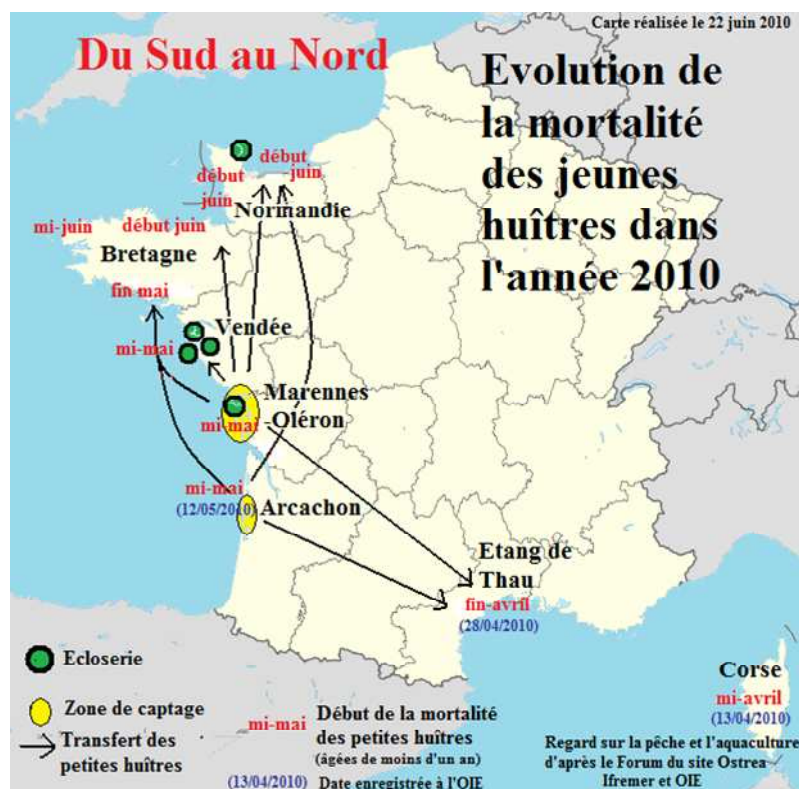 Carte réalisée le 22 juin 2010
Du Sud au Nord
Evolution de
la mortalité
des jeunes
huîtres dans
l'année 2010
début
juin
début
juin
Normandie
mi-juin
début juin
Bretagne
fin mai
Vendée
mi-mai
Marennes
-Oléron
mi-mai
mi-mai
(12/05/2010)
Arcachon
Etang de
Thau
fin-avril
(28/04/2010)
Corse
mi-avril
(13/04/2010)
Ecloserie
Zone de captage
Transfert des
petites huîtres
mi-mai
Début de la mortalité
des petites huîtres
(âgées de moins d'un an)
(13/04/2010) Date enregistrée à l'OIE
Regard sur la pêche et l'aquaculture
d'après le Forum du site Ostrea
Ifremer et OIE